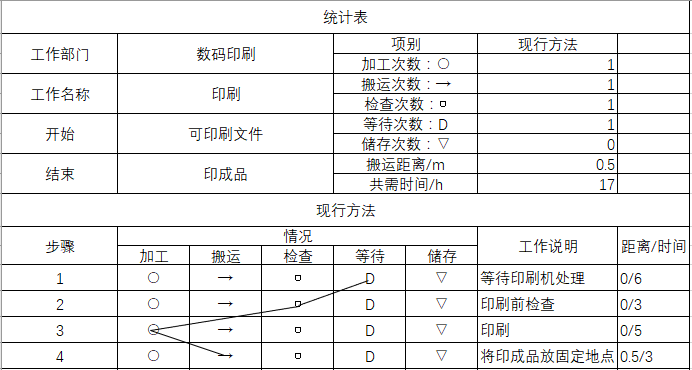 统计表
工作部门 数码印刷 项别 现行方法
加工次数：○ 1
工作名称 印刷 搬运次数：→ 1
检查次数：□ 1
开始 可印刷文件 等待次数：D 1
储存次数：▽ 0
结束 印成品 搬运距离/m 0.5
共需时间/h 17
现行方法
步骤 情况 工作说明 距离/时间
加工 搬运 检查 等待 储存
1 ○ → □ D ▽ 等待印刷机处理 0/6
2 ○ → □ D ▽ 印刷前检查 0/3
3 ○ → □ D ▽ 印刷 0/5
4 ○ → □ D ▽ 将印成品放固定地点 0.5/3